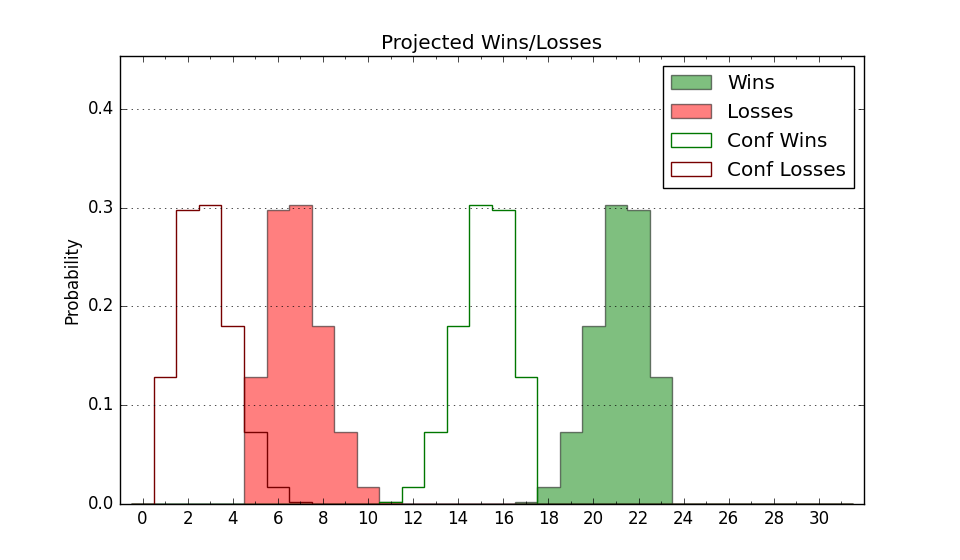 Projected Wins/Losses
Wins
Losses
Conf Wins
Conf Losses
Probability
0.4
0.3
0.2
0.1
0.0
0 2 4 6 8 10 12 14 16 18 20 22 24 26 28 30